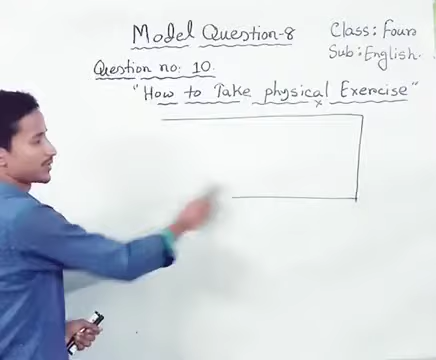 Model Question-8
Class: Four
Sub: English.
Question no: 10.
"How to Take physical Exercise"
x